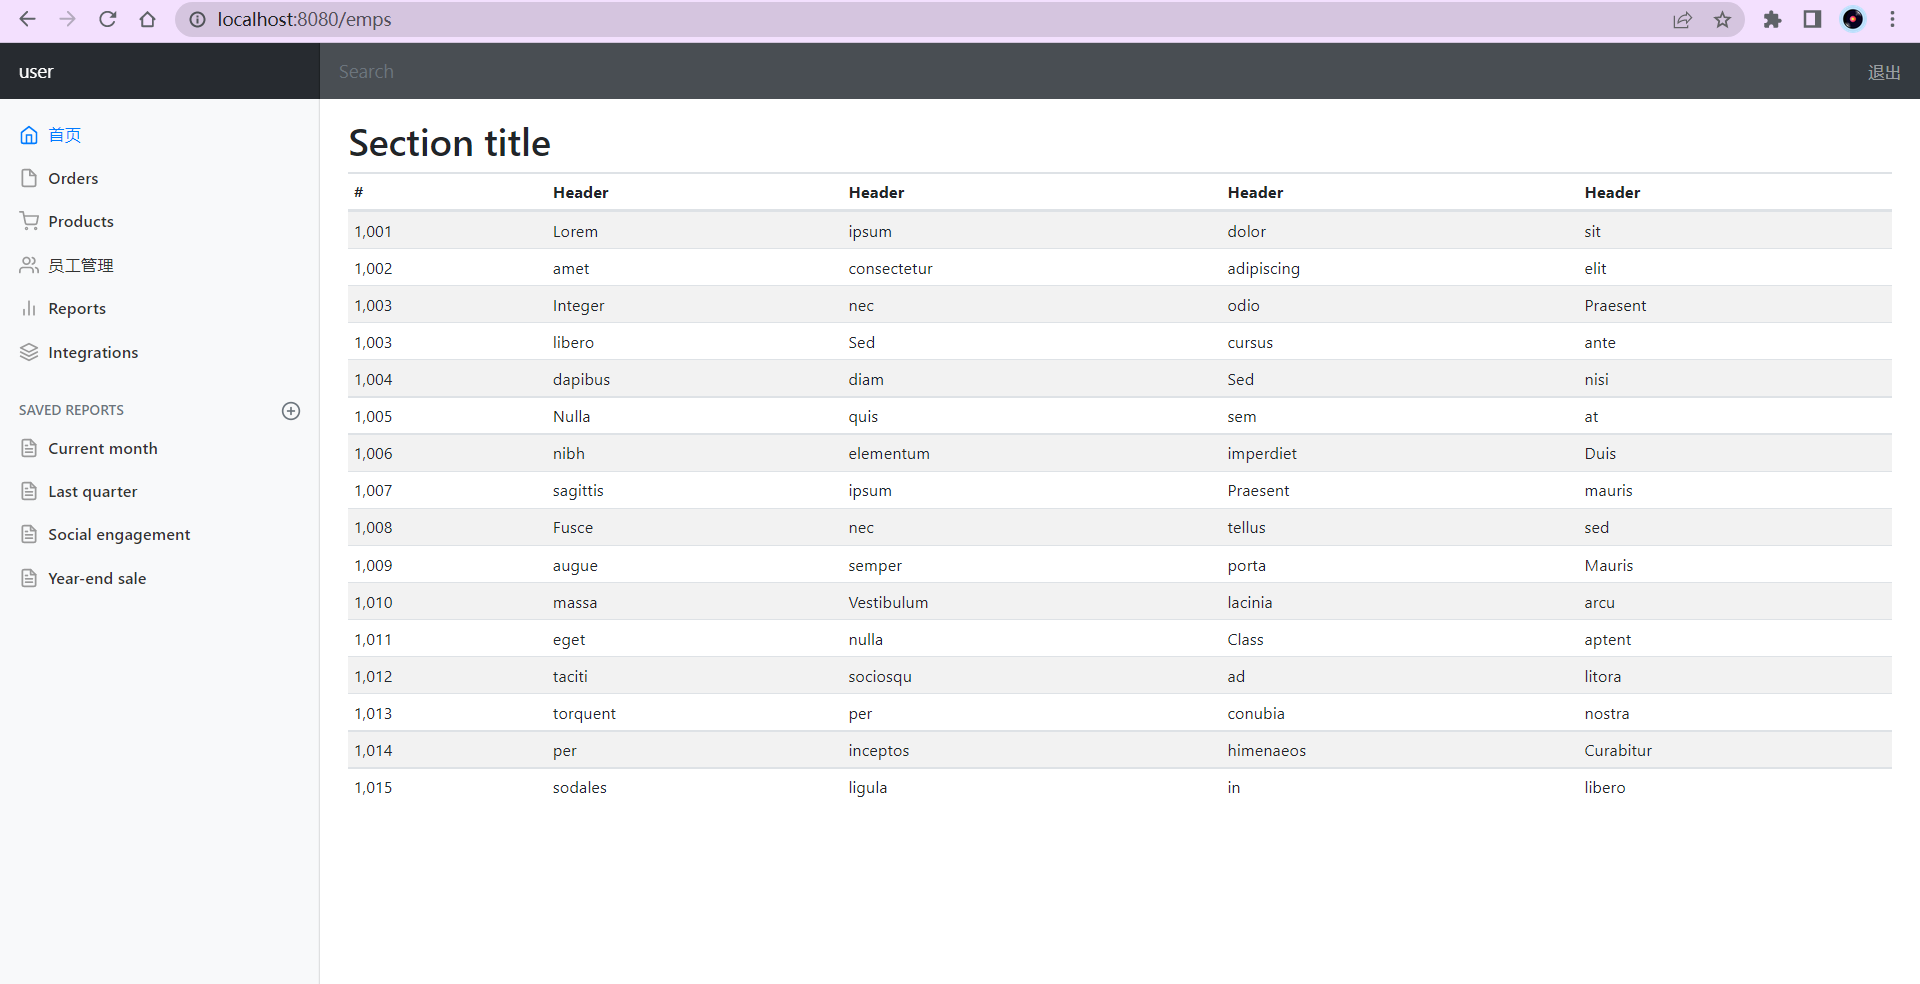 localhost:8080/emps
user Search 退出
首页
Orders
Products
员工管理
Reports
Integrations
SAVED REPORTS
Current month
Last quarter
Social engagement
Year-end sale
Section title
# Header Header Header Header
1,001 Lorem ipsum dolor sit
1,002 amet consectetur adipiscing elit
1,003 Integer nec odio Praesent
1,003 libero Sed cursus ante
1,004 dapibus diam Sed nisi
1,005 Nulla quis sem at
1,006 nibh elementum imperdiet Duis
1,007 sagittis ipsum Praesent mauris
1,008 Fusce nec tellus sed
1,009 augue semper porta Mauris
1,010 massa Vestibulum lacinia arcu
1,011 eget nulla Class aptent
1,012 taciti sociosqu ad litora
1,013 torquent per conubia nostra
1,014 per inceptos himenaeos Curabitur
1,015 sodales ligula in libero